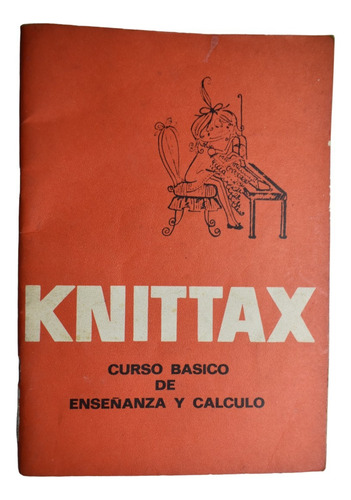 KNITTAX
CURSO BASICO
DE
ENSEÑANZA Y CALCULO